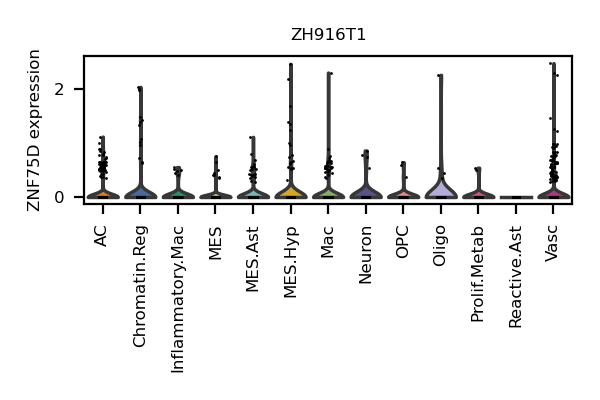 ZH916T1
ZNF75D expression
2
0
AC
Chromatin.Reg
Inflammatory.Mac
MES
MES.Ast
MES.Hyp
Mac
Neuron
OPC
Oligo
Prolif.Metab
Reactive.Ast
Vasc